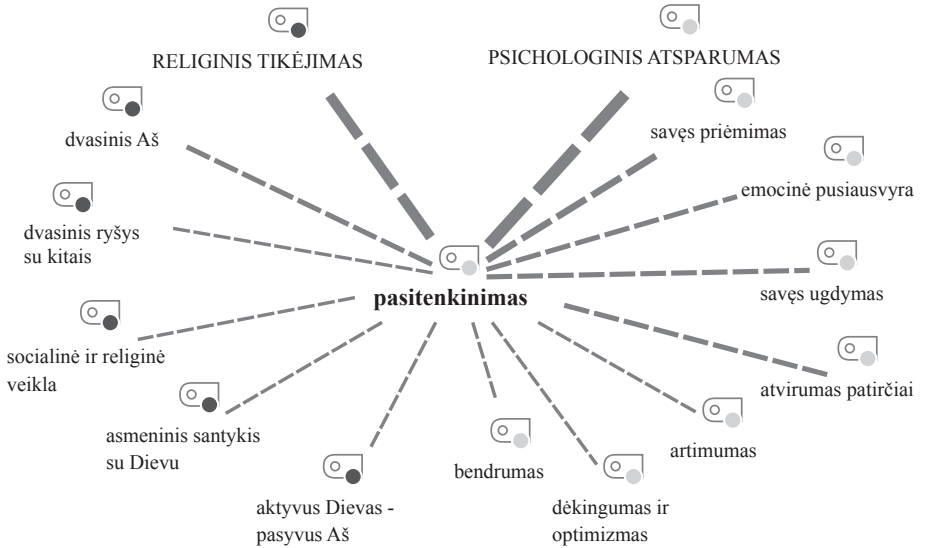 RELIGINIS TIKĖJIMAS
PSICHOLOGINIS ATSPARUMAS
dvasinis Aš
savęs priėmimas
emocinė pusiausvyra
dvasinis ryšys
su kitais
pasitenkinimas
savęs ugdymas
socialinė ir religinė
veikla
atvirumas patirčiai
asmeninis santykis
su Dievu
artimumas
bendrumas
aktyvus Dievas -
pasyvus Aš
dėkingumas ir
optimizmas